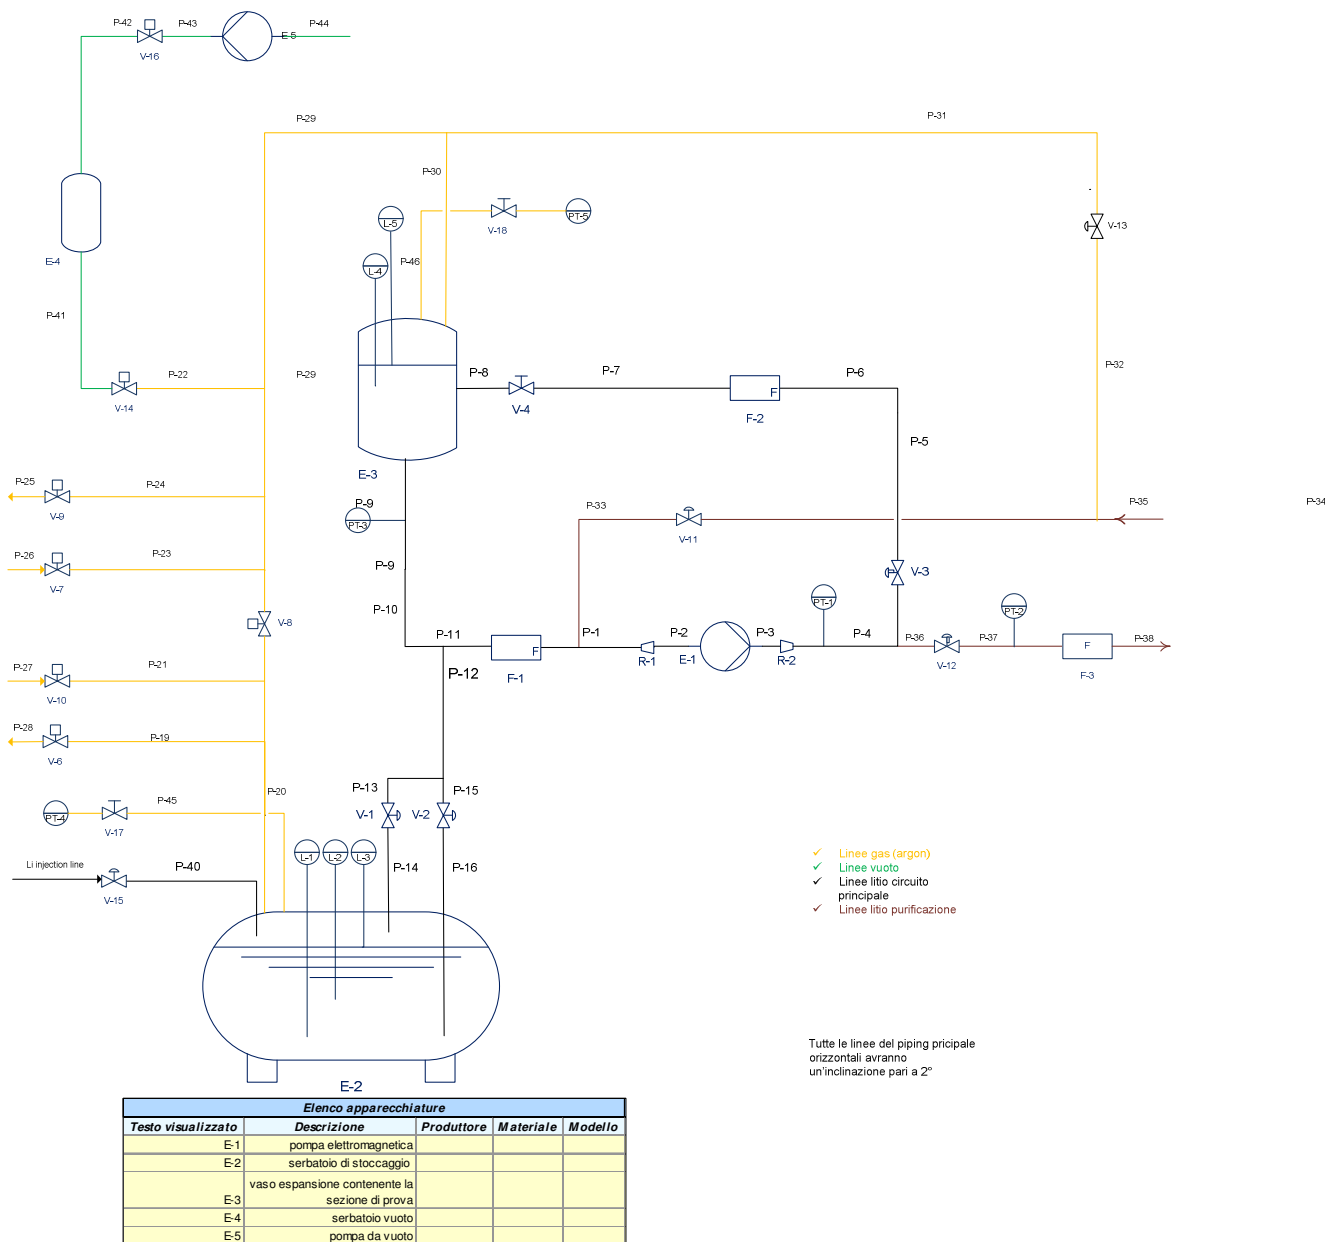 P-42
P-43
P-44
E-5
V-16
P-29
P-31
P-30
L-5
V-18
PT-5
V-13
E-4
L-4
P-46
P-41
P-22
P-29
P-8
P-7
P-6
P-32
V-14
V-4
F
F-2
P-5
E-3
P-25
P-24
V-9
P-9
PT-3
P-33
V-11
P-35
P-34
P-26
P-23
V-7
P-9
V-3
P-10
PT-1
PT-2
V-8
P-11
P-1
P-2
P-3
P-4
P-36
P-37
P-38
F
F
R-1
E-1
R-2
V-12
F-1
F-3
P-27
P-21
V-10
P-12
P-28
P-19
V-6
P-20
P-13
P-15
P-45
PT-4
V-17
V-1
V-2
Li injection line
P-40
V-15
L-1
L-2
L-3
P-14
P-16
✓ Linee gas (argon)
✓ Linee vuoto
✓ Linee litio circuito
principale
✓ Linee litio purificazione
Tutte le linee del piping pricipale
orizzontali avranno
un'inclinazione pari a 2°
E-2
Elenco apparecchiature
Testo visualizzato Descrizione Produttore Materiale Modello
E-1 pompa elettromagnetica
E-2 serbatoio di stoccaggio
vaso espansione contenente la
E-3 sezione di prova
E-4 serbatoio vuoto
E-5 pompa da vuoto